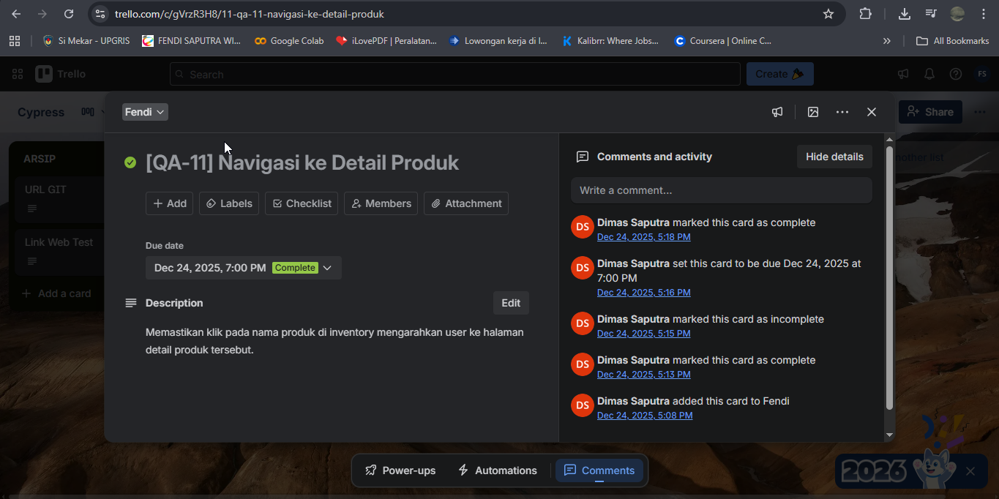 trello.com/c/gVrzR3H8/11-qa-11-navigasi-ke-detail-produk
Si Mekar - UPGRIS
FENDI SAPUTRA WI...
Google Colab
iLovePDF | Peralatan...
Lowongan kerja di I...
Kalibrr: Where Jobs...
Coursera | Online C...
All Bookmarks
Trello
Search
Create
FS
Cypress
Share
Fendi
ARSIP
URL GIT
Link Web Test
Add a card
nother list
[QA-11] Navigasi ke Detail Produk
Add
Labels
Checklist
Members
Attachment
Due date
Dec 24, 2025, 7:00 PM Complete
Description
Edit
Memastikan klik pada nama produk di inventory mengarahkan user ke halaman
detail produk tersebut.
Comments and activity
Hide details
Write a comment...
DS
Dimas Saputra marked this card as complete
Dec 24, 2025, 5:18 PM
DS
Dimas Saputra set this card to be due Dec 24, 2025 at
7:00 PM
Dec 24, 2025, 5:16 PM
DS
Dimas Saputra marked this card as incomplete
Dec 24, 2025, 5:15 PM
DS
Dimas Saputra marked this card as complete
Dec 24, 2025, 5:13 PM
DS
Dimas Saputra added this card to Fendi
Dec 24, 2025, 5:08 PM
Power-ups
Automations
Comments
2026